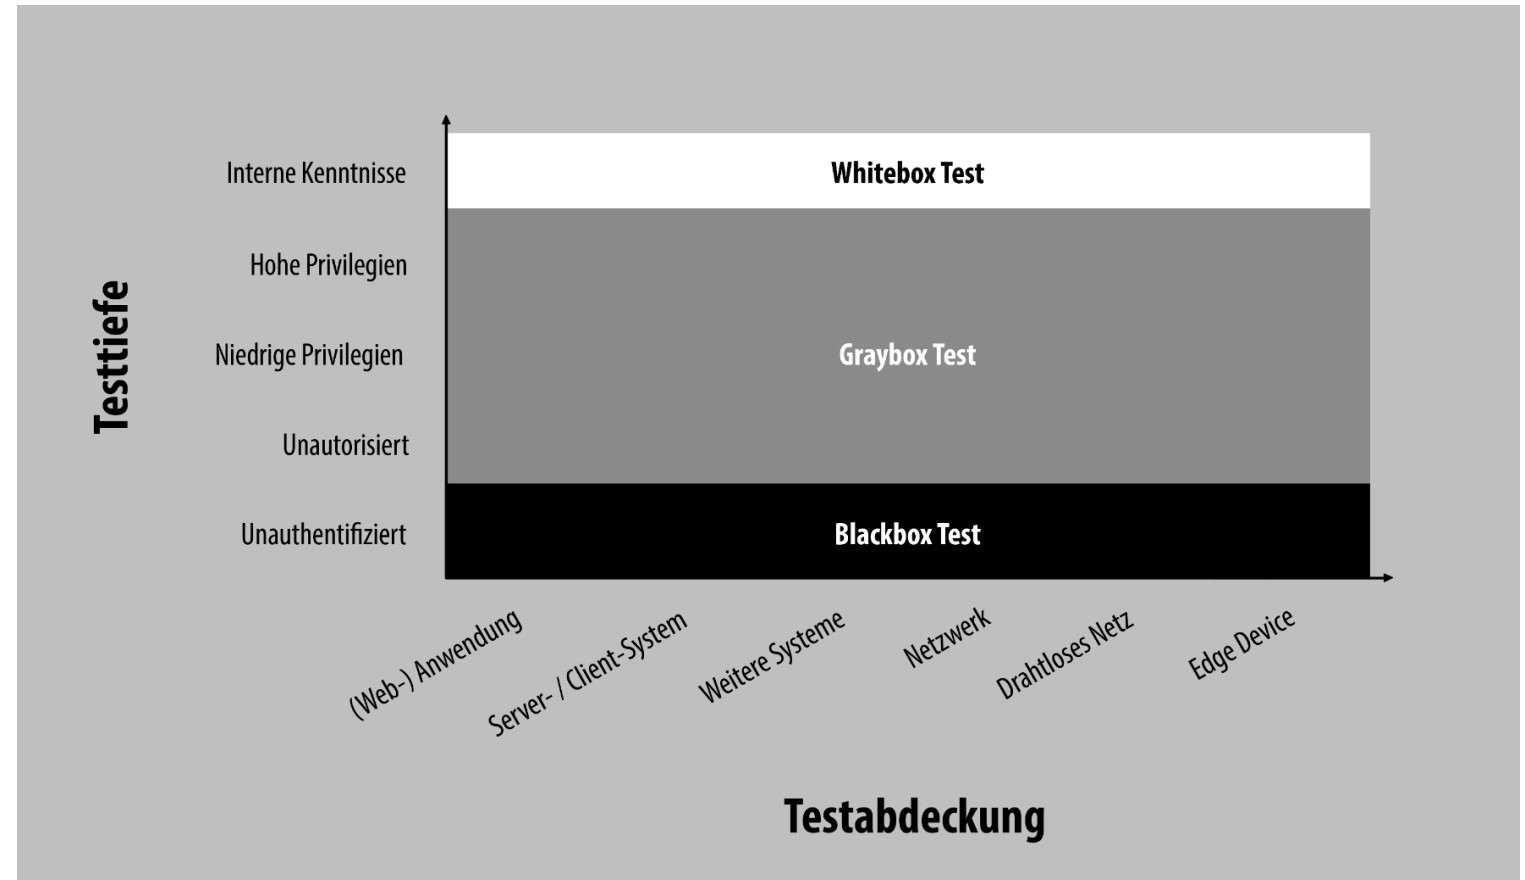 Testtiefe
Interne Kenntnisse
Hohe Privilegien
Niedrige Privilegien
Unautorisiert
Unauthentifiziert
Whitebox Test
Graybox Test
Blackbox Test
(Web-) Anwendung
Server- / Client-System
Weitere Systeme
Netzwerk
Drahtloses Netz
Edge Device
Testabdeckung